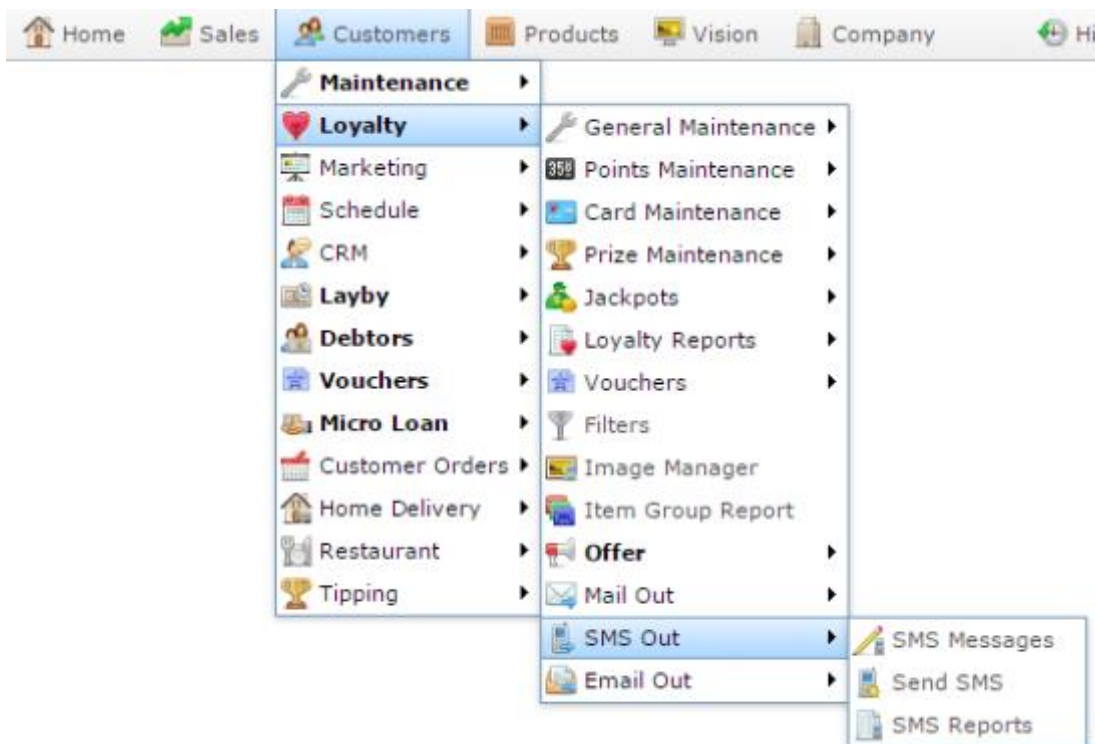 Home Sales Customers Products Vision Company Hi
Maintenance
Loyalty
Marketing
Schedule
CRM
Layby
Debtors
Vouchers
Micro Loan
Customer Orders
Home Delivery
Restaurant
Tipping
General Maintenance
Points Maintenance
Card Maintenance
Prize Maintenance
Jackpots
Loyalty Reports
Vouchers
Filters
Image Manager
Item Group Report
Offer
Mail Out
SMS Out
Email Out
SMS Messages
Send SMS
SMS Reports